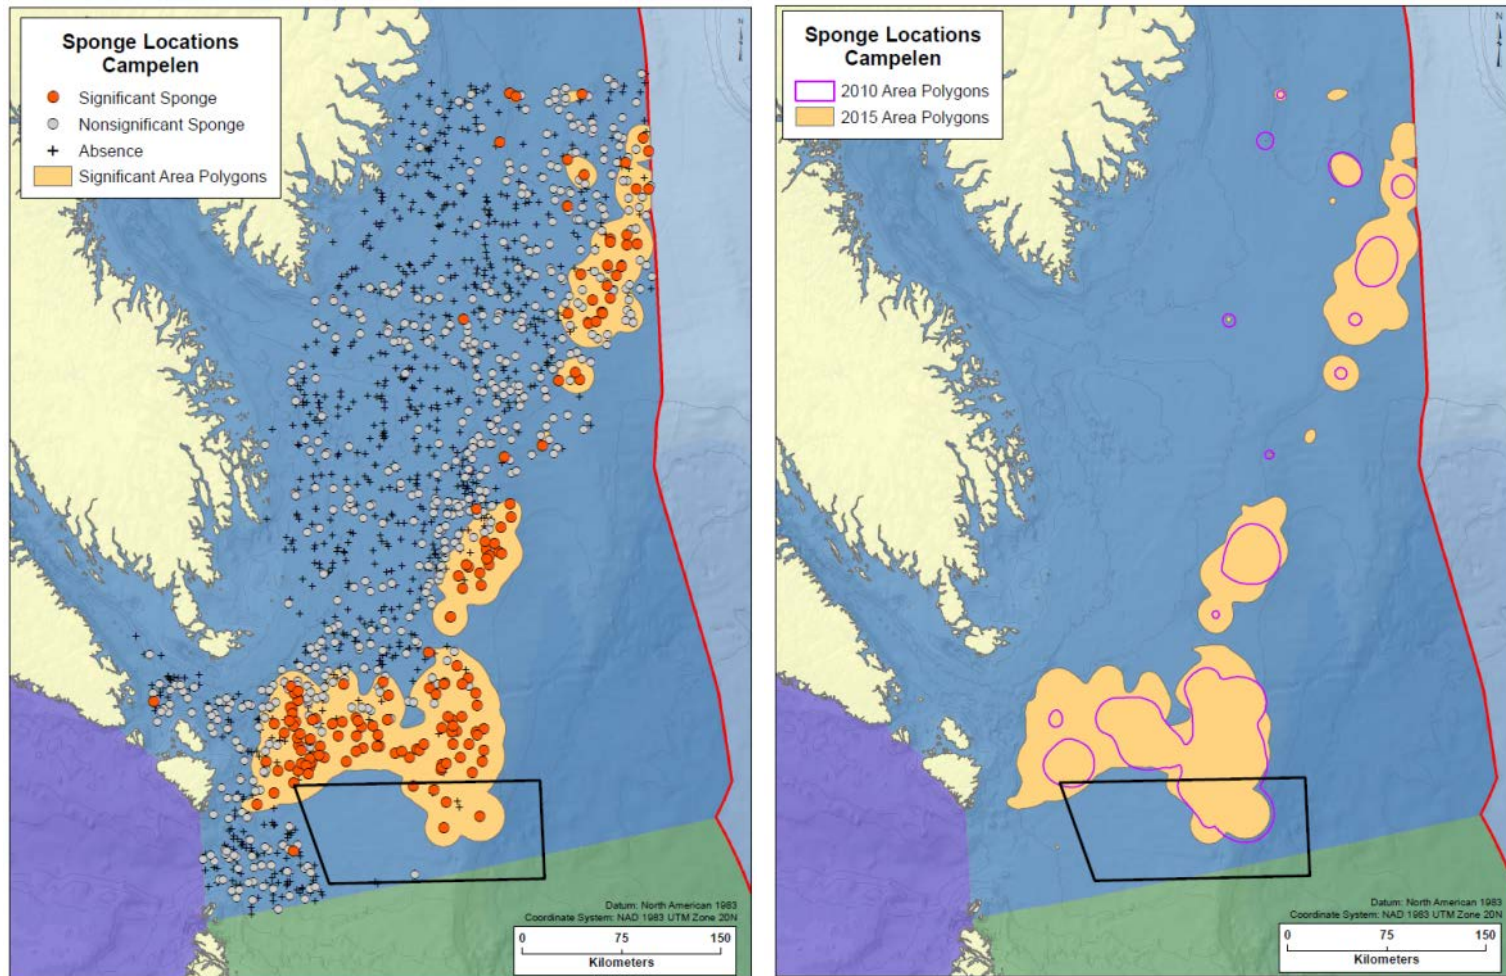 Sponge Locations
Campelen
Significant Sponge
Nonsignificant Sponge
Absence
Significant Area Polygons
N
Datum: North American 1983
Coordinate System: NAD 1983 UTM Zone 20N
0 75 150
Kilometers
Sponge Locations
Campelen
2010 Area Polygons
2015 Area Polygons
N
Datum: North American 1983
Coordinate System: NAD 1983 UTM Zone 20N
0 75 150
Kilometers